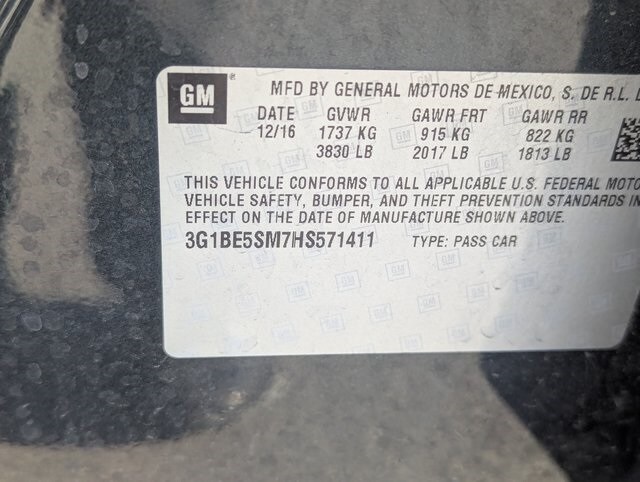 GM
MFD BY GENERAL MOTORS DE MEXICO, S. DE R.L.
DATE GVWR GAWR FRT GAWR RR
12/16 1737 KG 915 KG 822 KG
3830 LB 2017 LB 1813 LB
THIS VEHICLE CONFORMS TO ALL APPLICABLE U.S. FEDERAL MOTO
VEHICLE SAFETY, BUMPER, AND THEFT PREVENTION STANDARDS IN
EFFECT ON THE DATE OF MANUFACTURE SHOWN ABOVE.
3G1BE5SM7HS571411 TYPE: PASS CAR